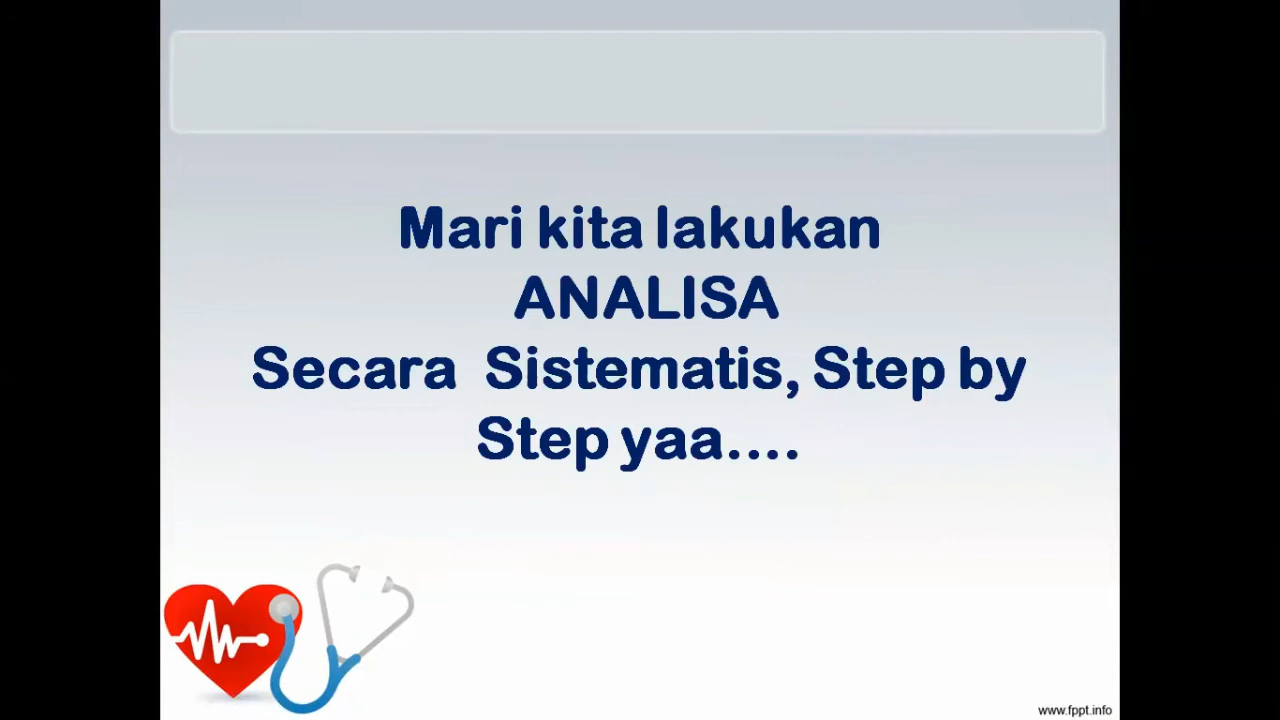 Mari kita lakukan
ANALISA
Secara Sistematis, Step by
Step yaa....
www.fppt.info